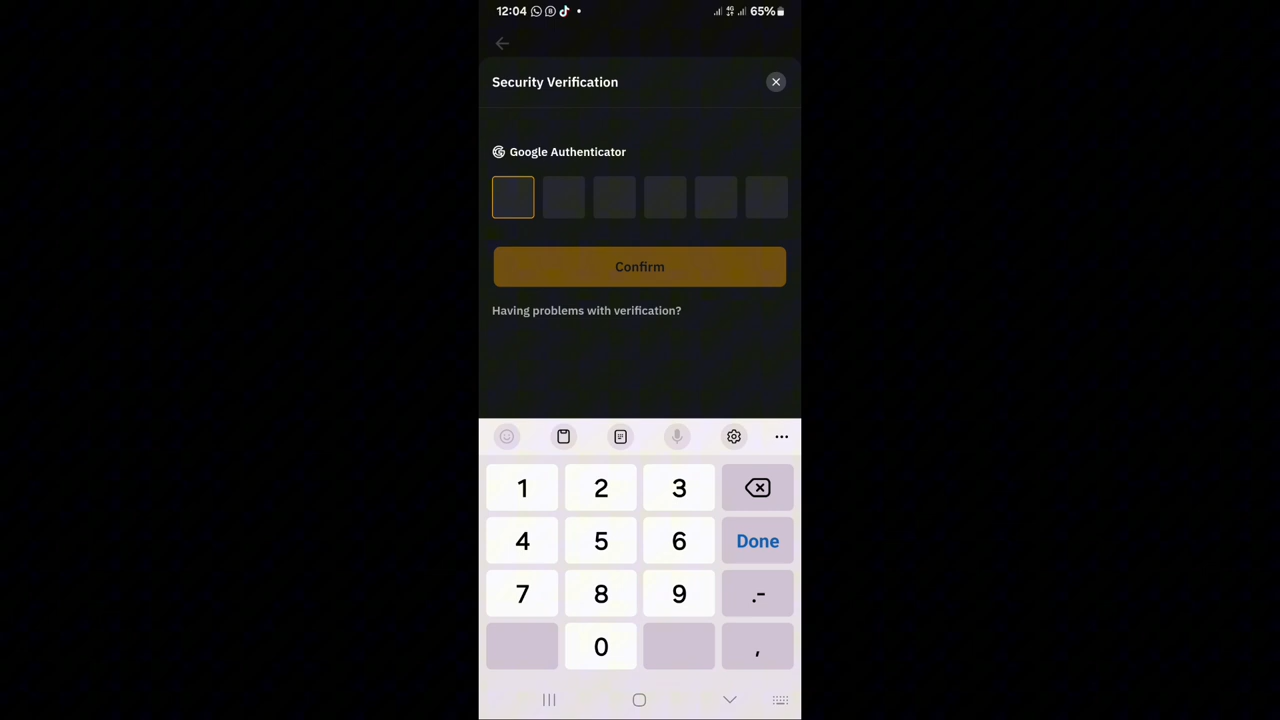 12:04 4G 65%
Security Verification
Google Authenticator
Confirm
Having problems with verification?
1 2 3
4 5 6 Done
7 8 9 .-
0 ,